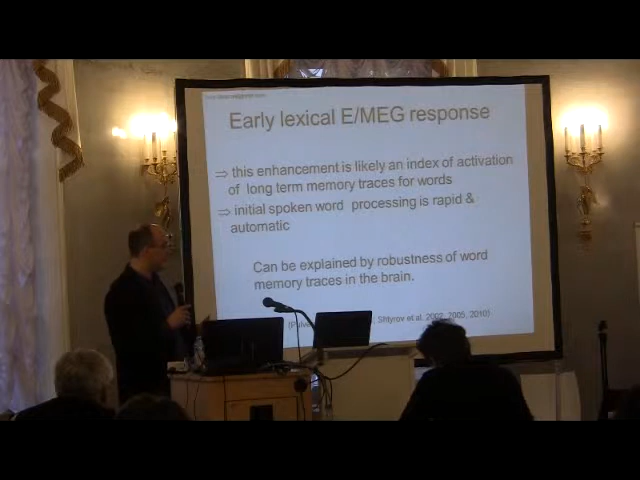 Early lexical E/MEG response
⇒ this enhancement is likely an index of activation
of long term memory traces for words
⇒ initial spoken word processing is rapid &
automatic
Can be explained by robustness of word
memory traces in the brain.
Shtyrov et al. 2002, 2005, 2010)